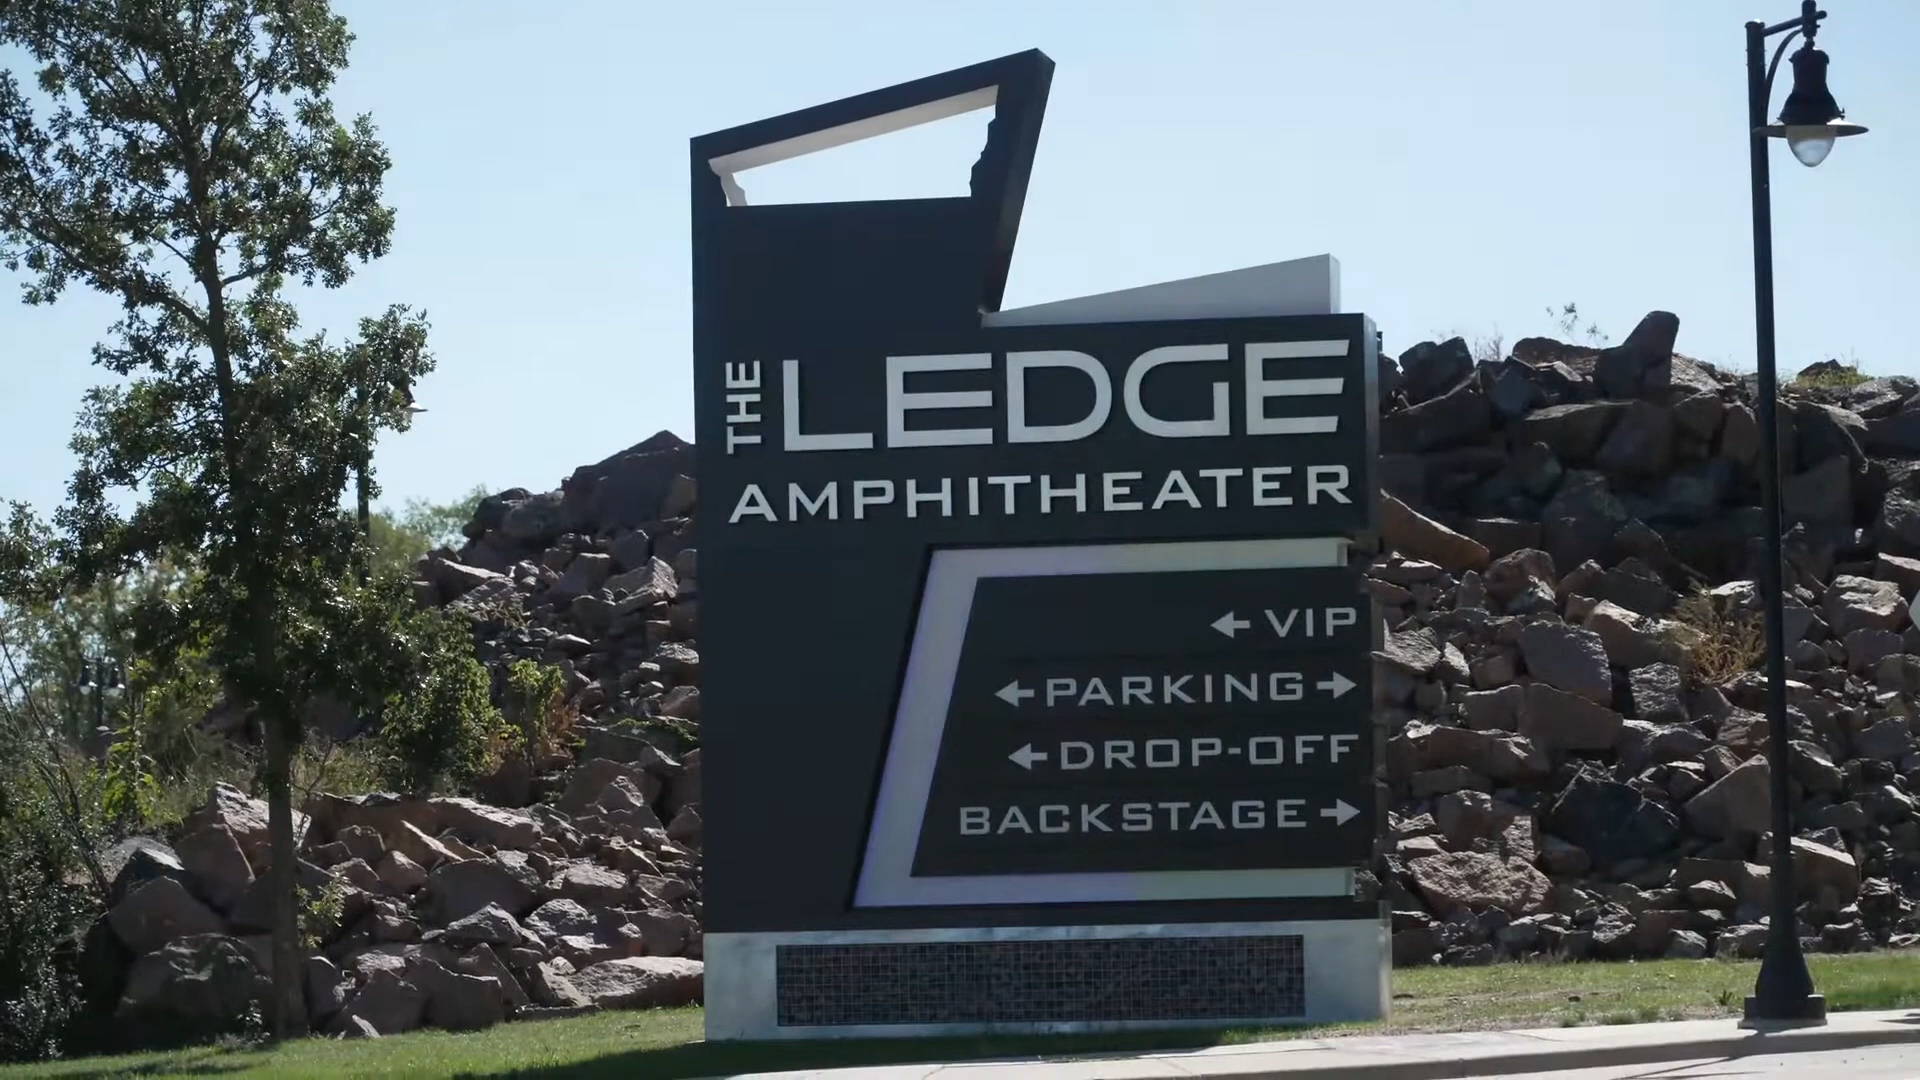 THE LEDGE
AMPHITHEATER
← VIP
← PARKING →
← DROP-OFF
BACKSTAGE →